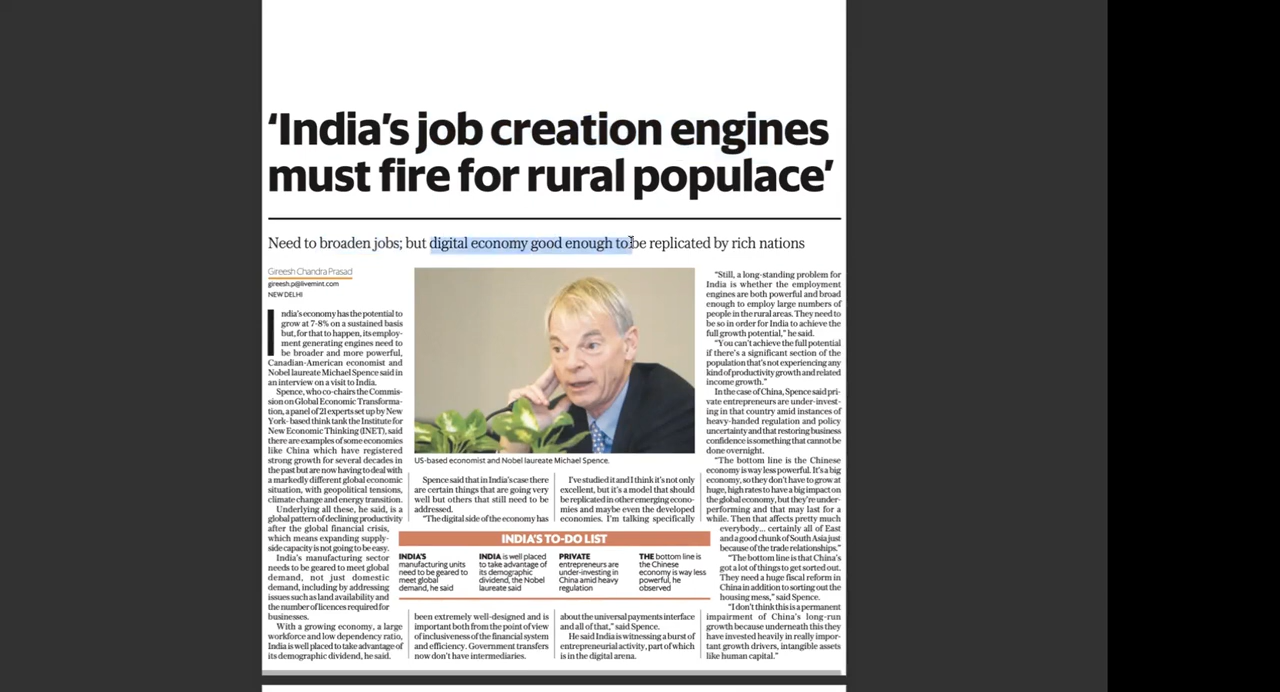 ‘India’s job creation engines
must fire for rural populace’
Need to broaden jobs; but digital economy good enough to be replicated by rich nations
Gireesh Chandra Prasad
gireesh.p@livemint.com
NEW DELHI
India’s economy has the potential to
grow at 7-8% on a sustained basis
but, for that to happen, its employ-
ment generating engines need to
be broader and more powerful,
Canadian-American economist and
Nobel laureate Michael Spence said in
an interview on a visit to India.
Spence, who co-chairs the Commis-
sion on Global Economic Transforma-
tion, a panel of 21 experts set up by New
York-based think tank the Institute for
New Economic Thinking (INET), said
there are examples of some economies
like China which have registered
strong growth for several decades in
the past but are now having to deal with
a markedly different global economic
situation, with geopolitical tensions,
climate change and energy transition.
Underlying all these, he said, is a
global pattern of declining productivity
after the global financial crisis,
which means expanding supply-
side capacity is not going to be easy.
India’s manufacturing sector
needs to be geared to meet global
demand, not just domestic
demand, including by addressing
issues such as land availability and
the number of licences required for
businesses.
With a growing economy, a large
workforce and low dependency ratio,
India is well placed to take advantage of
its demographic dividend, he said.
US-based economist and Nobel laureate Michael Spence.
Spence said that in India’s case there
are certain things that are going very
well but others that still need to be
addressed.
“The digital side of the economy has
been extremely well-designed and is
important both from the point of view
of inclusiveness of the financial system
and efficiency. Government transfers
now don’t have intermediaries.
I’ve studied it and I think it’s not only
excellent, but it’s a model that should
be replicated in other emerging econo-
mies and maybe even the developed
economies. I’m talking specifically
about the universal payments interface
and all of that,” said Spence.
He said India is witnessing a burst of
entrepreneurial activity, part of which
is in the digital arena.
“Still, a long-standing problem for
India is whether the employment
engines are both powerful and broad
enough to employ large numbers of
people in the rural areas. They need to
be so in order for India to achieve the
full growth potential,” he said.
“You can’t achieve the full potential
if there’s a significant section of the
population that’s not experiencing any
kind of productivity growth and related
income growth.”
In the case of China, Spence said pri-
vate entrepreneurs are under-invest-
ing in that country amid instances of
heavy-handed regulation and policy
uncertainty and that restoring business
confidence is something that cannot be
done overnight.
“The bottom line is the Chinese
economy is way less powerful. It’s a big
economy, so they don’t have to grow at
huge, high rates to have a big impact on
the global economy, but they’re under-
performing and that may last for a
while. Then that affects pretty much
everybody... certainly all of East
and a good chunk of South Asia just
because of the trade relationships.”
“The bottom line is that China’s
got a lot of things to get sorted out.
They need a huge fiscal reform in
China in addition to sorting out the
housing mess,” said Spence.
“I don’t think this is a permanent
impairment of China’s long-run
growth because underneath this they
have invested heavily in really impor-
tant growth drivers, intangible assets
like human capital.”
INDIA’S TO-DO LIST
INDIA’S
manufacturing units
need to be geared to
meet global
demand, he said
INDIA is well placed
to take advantage of
its demographic
dividend, the Nobel
laureate said
PRIVATE
entrepreneurs are
under-investing in
China amid heavy
regulation
THE bottom line is
the Chinese
economy is way less
powerful, he
observed